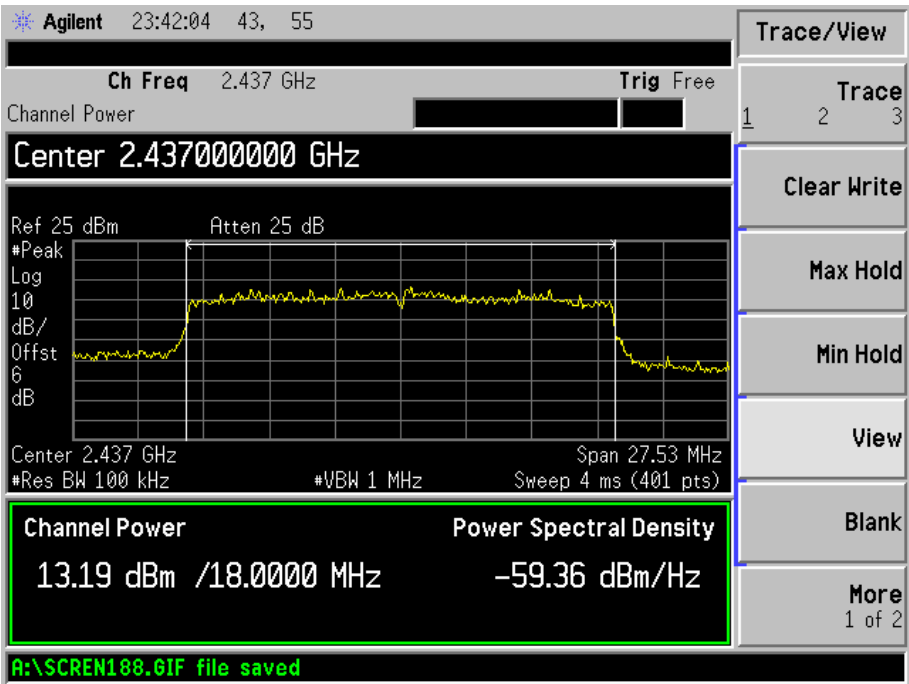 Agilent 23:42:04 43, 55
Trace/View
Ch Freq 2.437 GHz Trig Free
Channel Power
Trace
1 2 3
Center 2.437000000 GHz
Clear Write
Ref 25 dBm Atten 25 dB
#Peak
Log
10
dB/
Offst
6
dB
Max Hold
Min Hold
View
Center 2.437 GHz Span 27.53 MHz
#Res BW 100 kHz #VBW 1 MHz Sweep 4 ms (401 pts)
Channel Power Power Spectral Density
13.19 dBm /18.0000 MHz -59.36 dBm/Hz
Blank
More
1 of 2
A:\SCREN188.GIF file saved